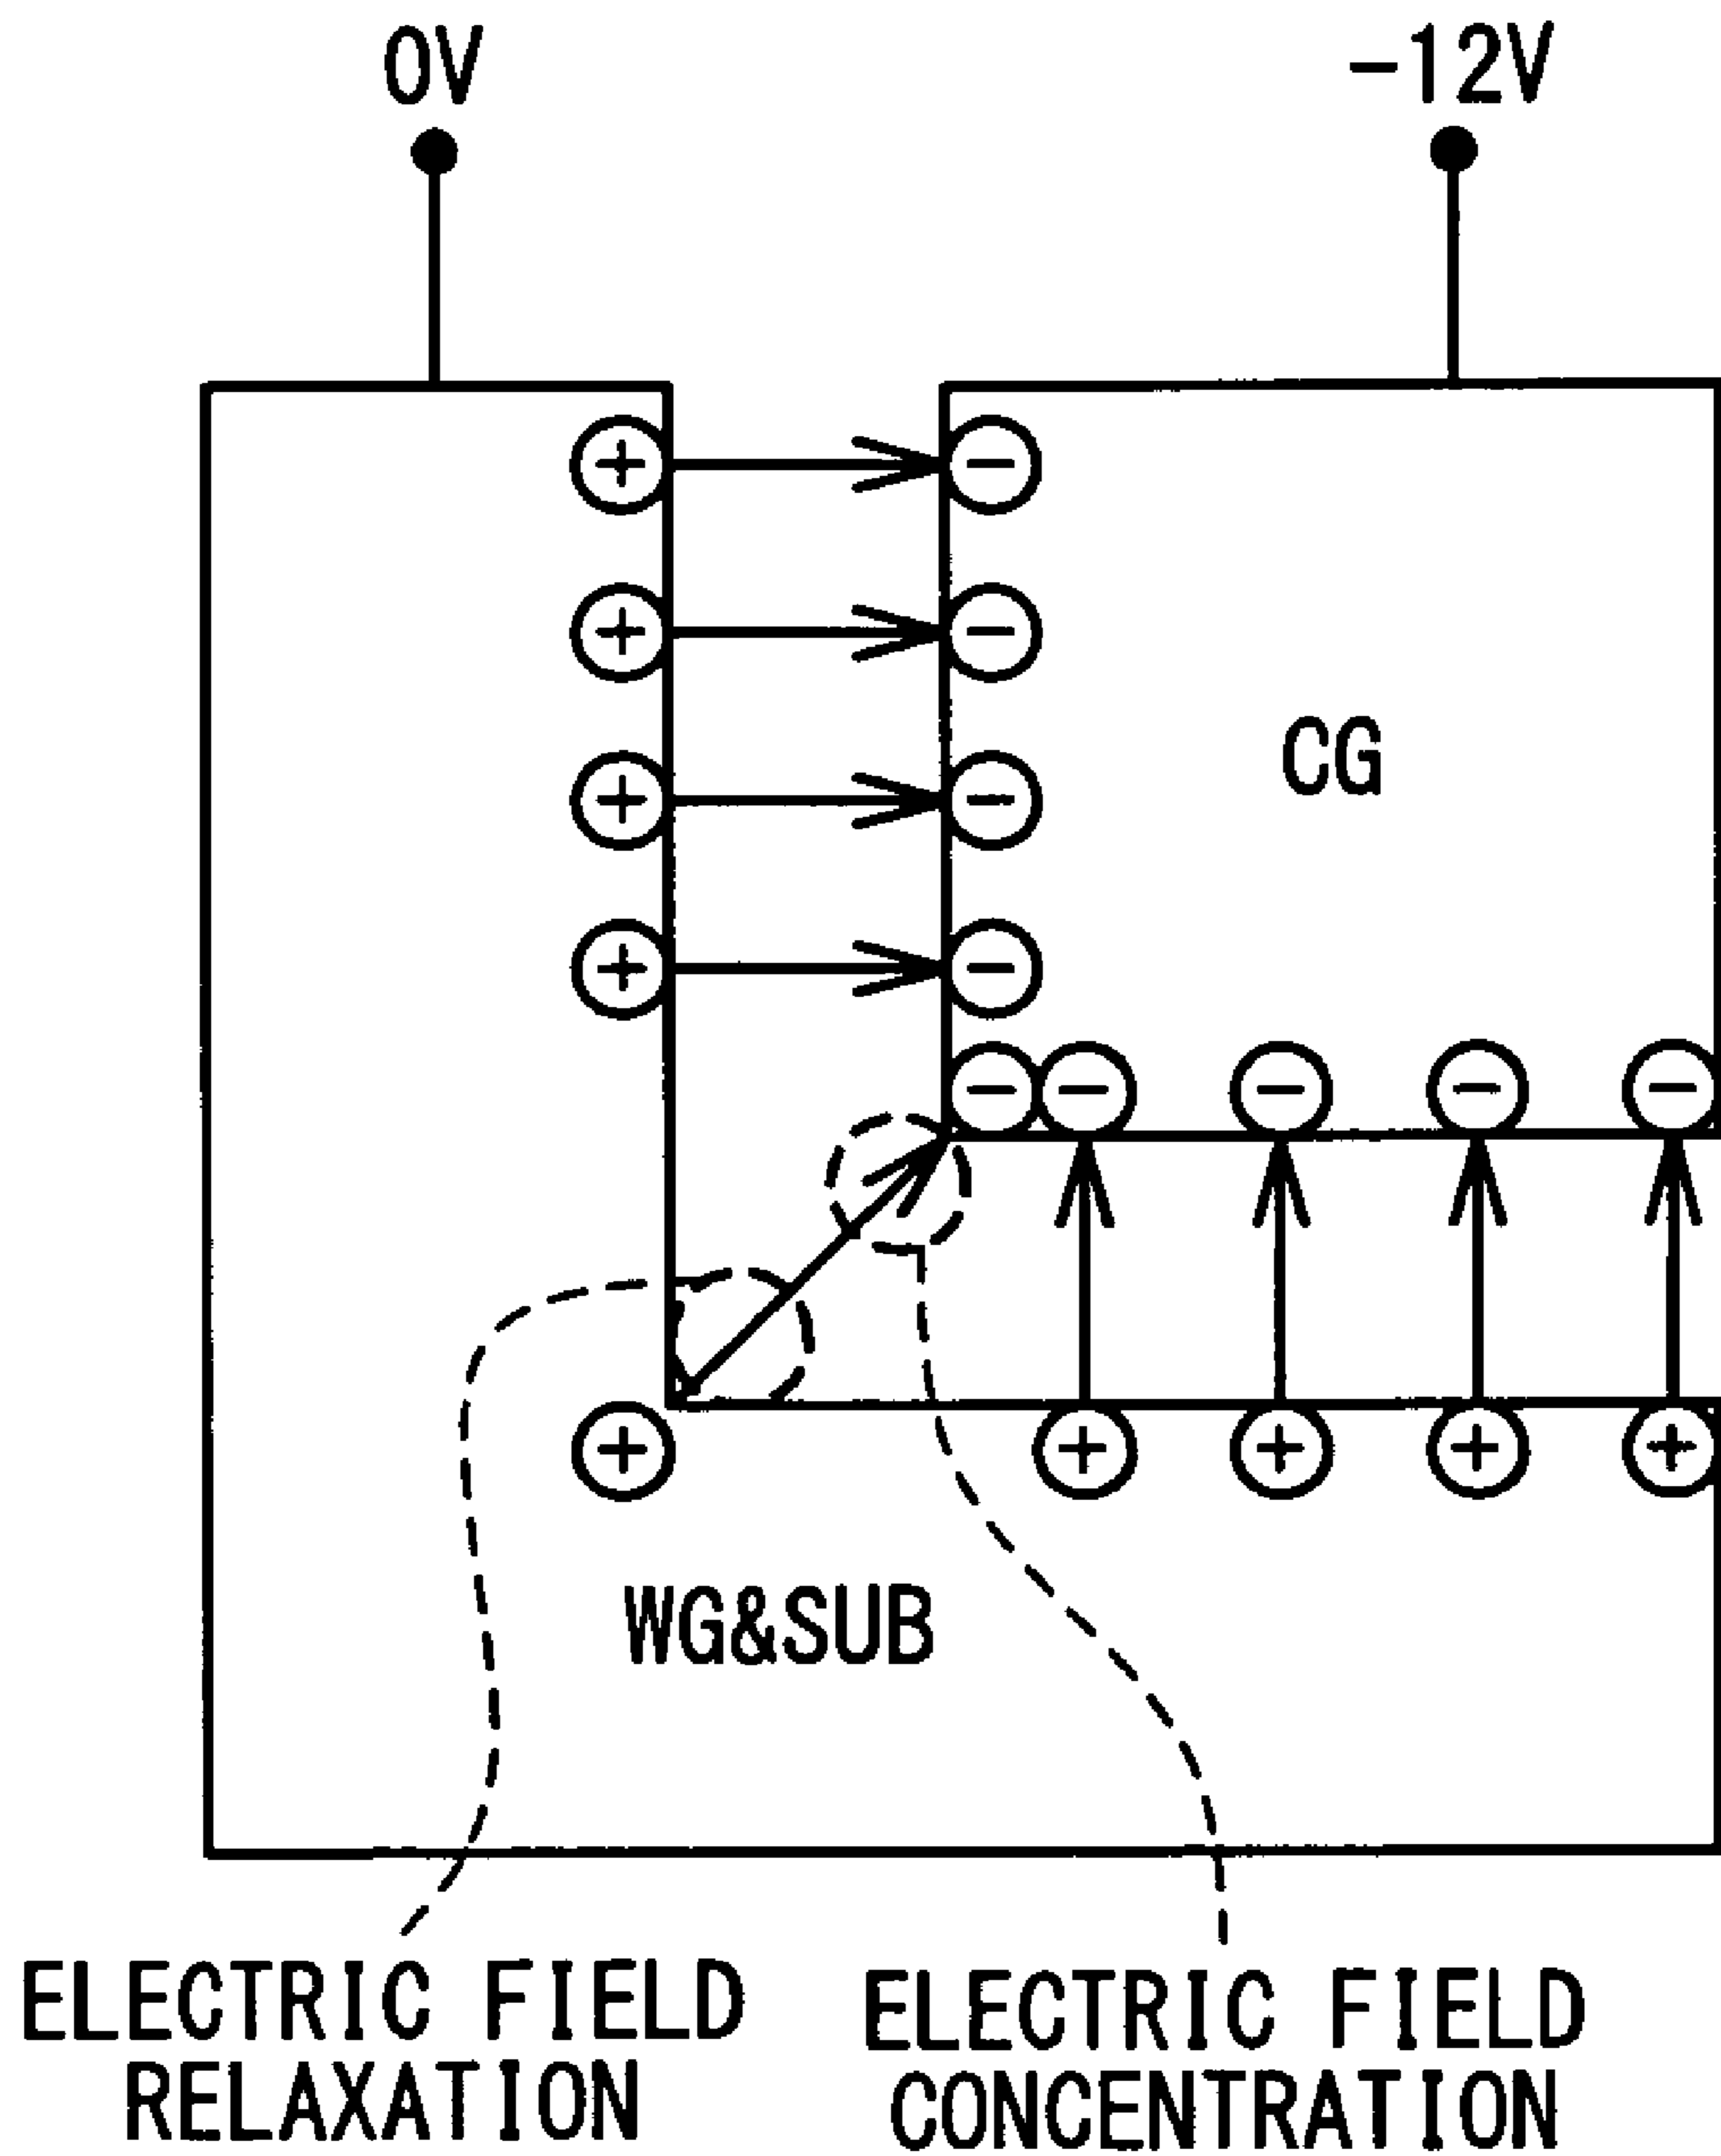 0V
-12V
CG
WG&SUB
ELECTRIC FIELD
RELAXATION
ELECTRIC FIELD
CONCENTRATION